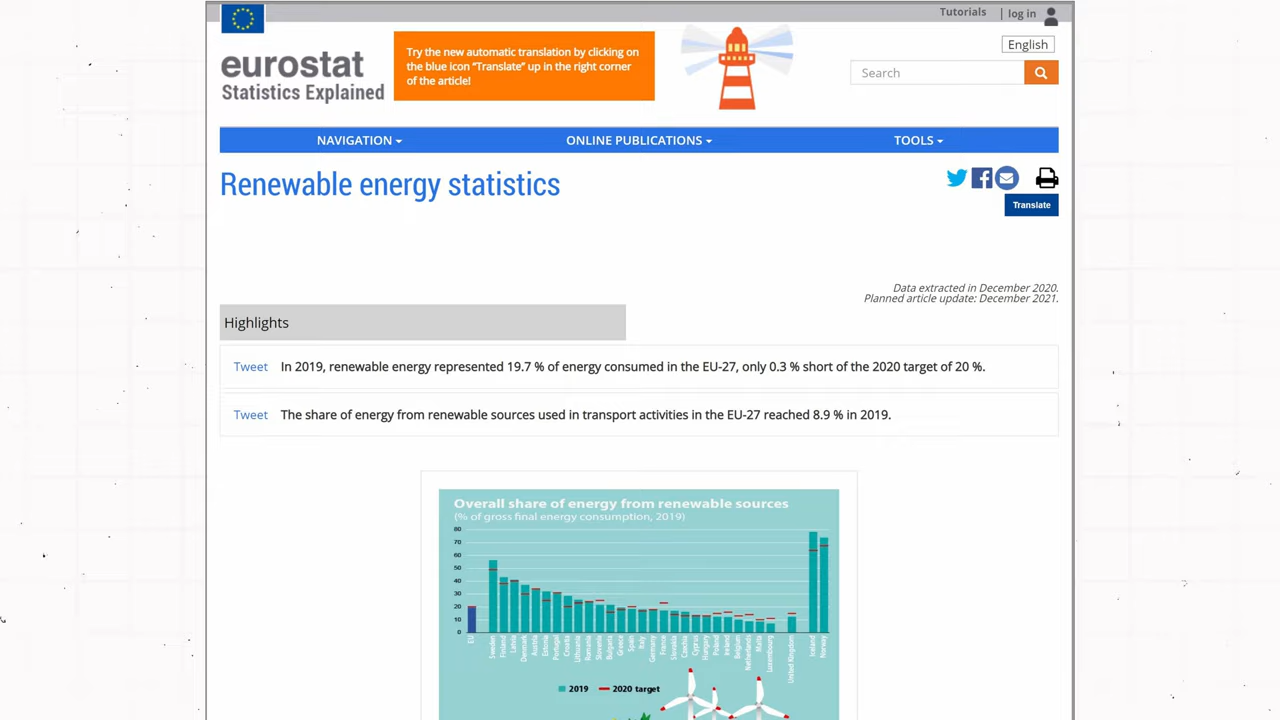 Tutorials | log in
English
eurostat
Statistics Explained
Try the new automatic translation by clicking on
the blue icon "Translate" up in the right corner
of the article!
Search
NAVIGATION
ONLINE PUBLICATIONS
TOOLS
Renewable energy statistics
Translate
Data extracted in December 2020.
Planned article update: December 2021.
Highlights
Tweet In 2019, renewable energy represented 19.7 % of energy consumed in the EU-27, only 0.3 % short of the 2020 target of 20 %.
Tweet The share of energy from renewable sources used in transport activities in the EU-27 reached 8.9 % in 2019.
Overall share of energy from renewable sources
(% of gross final energy consumption, 2019)
80
70
60
50
40
30
20
10
0
EU
Sweden
Finland
Latvia
Denmark
Austria
Estonia
Portugal
Croatia
Lithuania
Romania
Slovenia
Bulgaria
Greece
Spain
Italy
Germany
France
Slovakia
Czechia
Cyprus
Hungary
Poland
Ireland
Belgium
Netherlands
Malta
Luxembourg
United Kingdom
Iceland
Norway
2019
2020 target